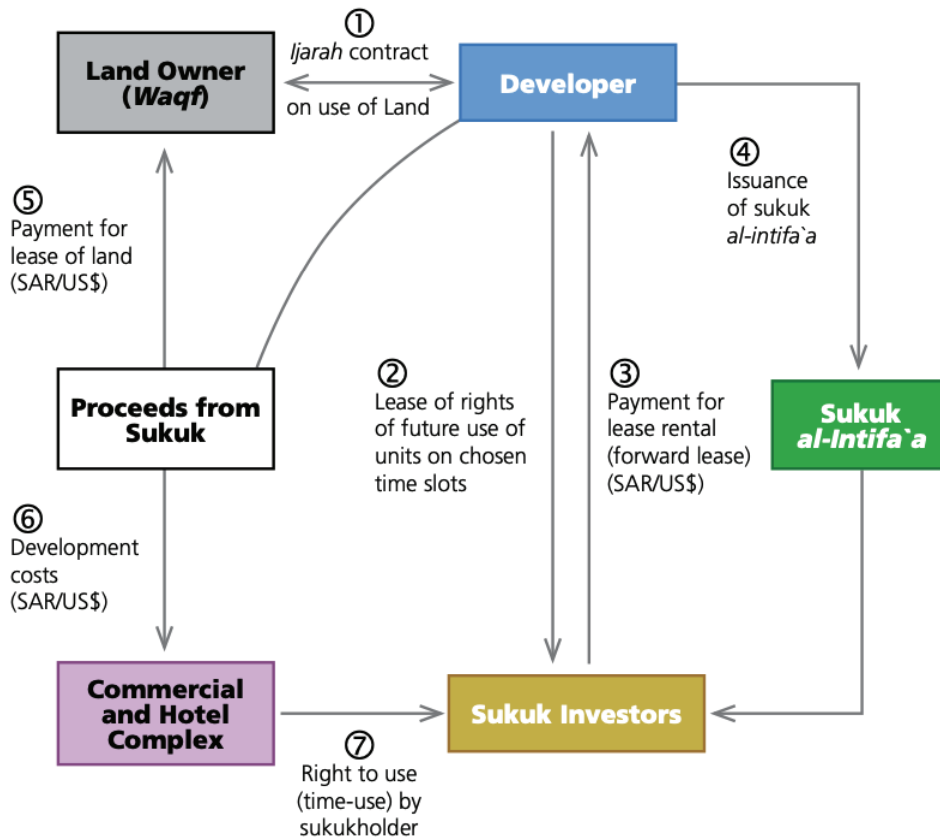 ①
Ijarah contract
on use of Land
Land Owner
(Waqf)
Developer
④
Issuance
of sukuk
al-intifa`a
⑤
Payment for
lease of land
(SAR/US$)
Proceeds from
Sukuk
②
Lease of rights
of future use of
units on chosen
time slots
③
Payment for
lease rental
(forward lease)
(SAR/US$)
Sukuk
al-Intifa`a
⑥
Development
costs
(SAR/US$)
Commercial
and Hotel
Complex
Sukuk Investors
⑦
Right to use
(time-use) by
sukukholder